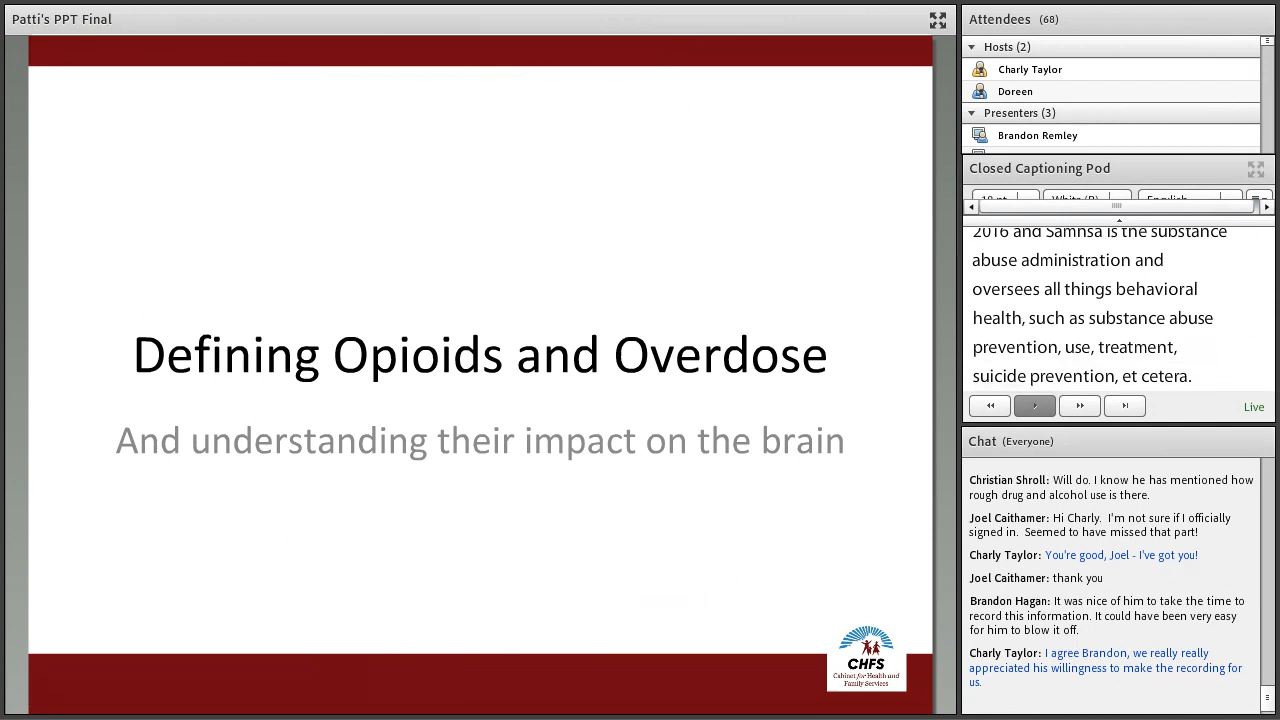 Patti's PPT Final
Defining Opioids and Overdose
And understanding their impact on the brain
CHFS
Cabinet for Health and
Family Services
Attendees (68)
Hosts (2)
Charly Taylor
Doreen
Presenters (3)
Brandon Remley
Closed Captioning Pod
18 pt
White (B)
English
2016 and Samhsa is the substance
abuse administration and
oversees all things behavioral
health, such as substance abuse
prevention, use, treatment,
suicide prevention, et cetera.
Live
Chat (Everyone)
Christian Shroll: Will do. I know he has mentioned how
rough drug and alcohol use is there.
Joel Caithamer: Hi Charly.  I'm not sure if I officially
signed in.  Seemed to have missed that part!
Charly Taylor: You're good, Joel - I've got you!
Joel Caithamer: thank you
Brandon Hagan: It was nice of him to take the time to
record this information. It could have been very easy
for him to blow it off.
Charly Taylor: I agree Brandon, we really really
appreciated his willingness to make the recording for
us.